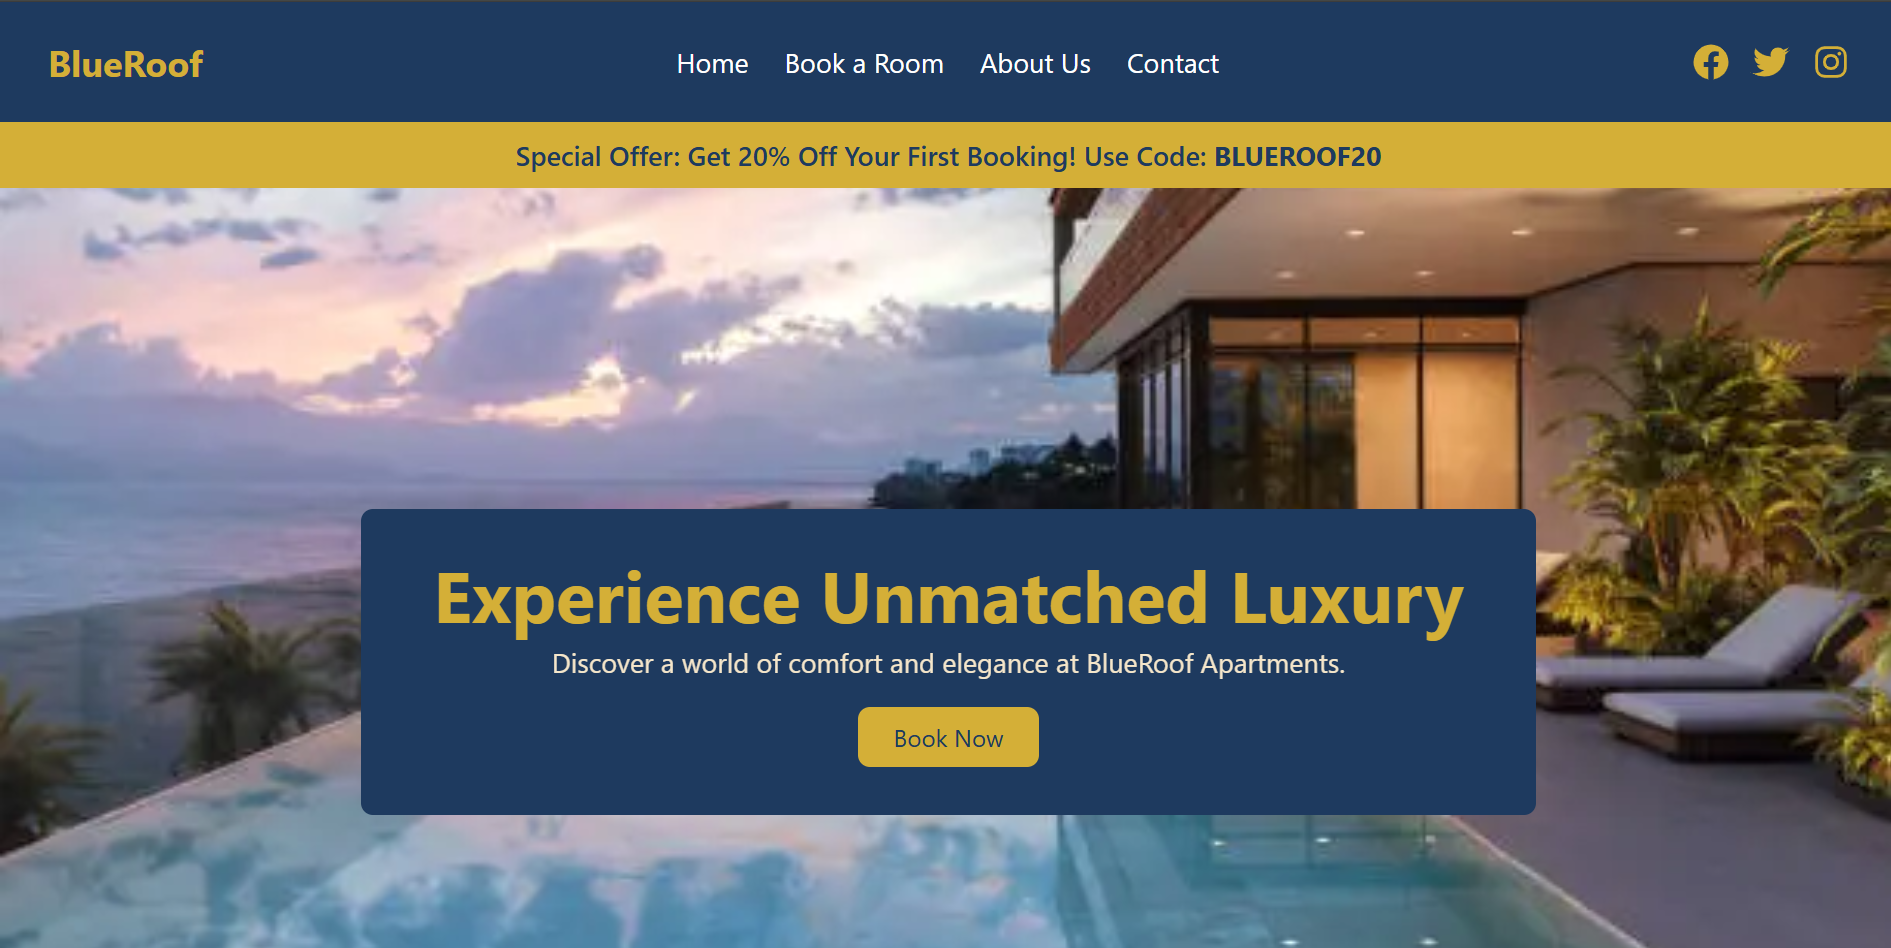 BlueRoof
Home Book a Room About Us Contact
Special Offer: Get 20% Off Your First Booking! Use Code: BLUEROOF20
Experience Unmatched Luxury
Discover a world of comfort and elegance at BlueRoof Apartments.
Book Now